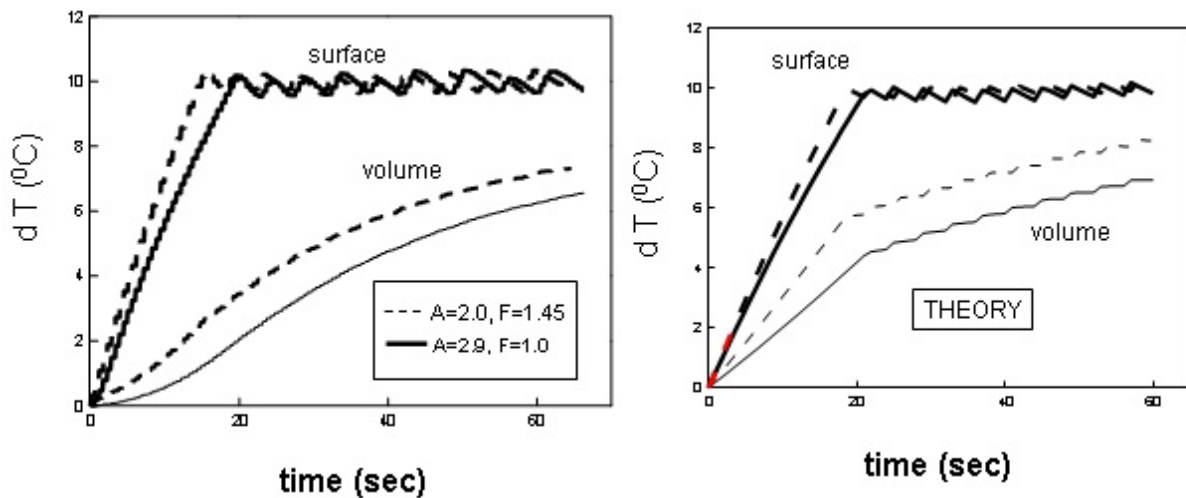 12
10
8
6
4
2
0
d T (⁰C)
surface
volume
A=2.0, F=1.45
A=2.9, F=1.0
0 20 40 60
time (sec)
12
10
8
6
4
2
0
d T (⁰C)
surface
volume
THEORY
0 20 40 60
time (sec)